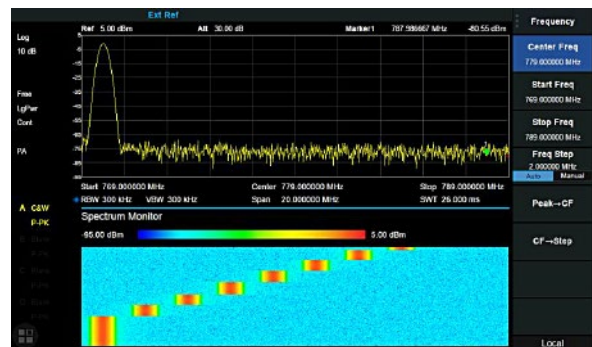 Ext Ref
Ref 5.00 dBm Att 30.00 dB Marker1 787.986667 MHz -80.55 dBm
Log
10 dB
Free
LgPwr
Cont
PA
Start 769.000000 MHz Center 779.000000 MHz Stop 789.000000 MHz
RBW 300 kHz VBW 300 kHz Span 20.000000 MHz SWT 26.000 ms
A C&W
P-PK
Spectrum Monitor
-95.00 dBm 5.00 dBm
Frequency
Center Freq
779.000000 MHz
Start Freq
769.000000 MHz
Stop Freq
789.000000 MHz
Freq Step
2.000000 MHz
Auto Manual
Peak→CF
CF→Step
Local